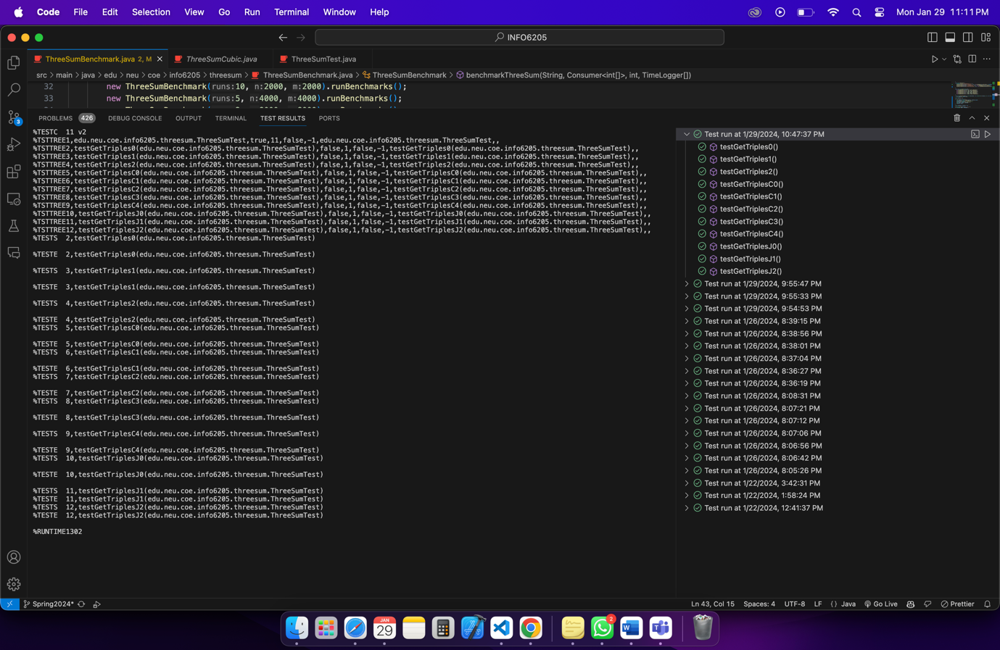 Code File Edit Selection View Go Run Terminal Window Help Mon Jan 29 11:11 PM
INFO6205
ThreeSumBenchmark.java 2, M ThreeSumCubic.java ThreeSumTest.java
src > main > java > edu > neu > coe > info6205 > threesum > ThreeSumBenchmark.java > ThreeSumBenchmark > benchmarkThreeSum(String, Consumer<int[]>, int, TimeLogger[])
32 new ThreeSumBenchmark(runs:10, n:2000, m:2000).runBenchmarks();
33 new ThreeSumBenchmark(runs:5, n:4000, m:4000).runBenchmarks();
PROBLEMS 426 DEBUG CONSOLE OUTPUT TERMINAL TEST RESULTS PORTS
%TESTC  11 v2
%TSTTREE1,edu.neu.coe.info6205.threesum.ThreeSumTest,true,11,false,-1,edu.neu.coe.info6205.threesum.ThreeSumTest,,
%TSTTREE2,testGetTriples0(edu.neu.coe.info6205.threesum.ThreeSumTest),false,1,false,-1,testGetTriples0(edu.neu.coe.info6205.threesum.ThreeSumTest),,
%TSTTREE3,testGetTriples1(edu.neu.coe.info6205.threesum.ThreeSumTest),false,1,false,-1,testGetTriples1(edu.neu.coe.info6205.threesum.ThreeSumTest),,
%TSTTREE4,testGetTriples2(edu.neu.coe.info6205.threesum.ThreeSumTest),false,1,false,-1,testGetTriples2(edu.neu.coe.info6205.threesum.ThreeSumTest),,
%TSTTREE5,testGetTriplesC0(edu.neu.coe.info6205.threesum.ThreeSumTest),false,1,false,-1,testGetTriplesC0(edu.neu.coe.info6205.threesum.ThreeSumTest),,
%TSTTREE6,testGetTriplesC1(edu.neu.coe.info6205.threesum.ThreeSumTest),false,1,false,-1,testGetTriplesC1(edu.neu.coe.info6205.threesum.ThreeSumTest),,
%TSTTREE7,testGetTriplesC2(edu.neu.coe.info6205.threesum.ThreeSumTest),false,1,false,-1,testGetTriplesC2(edu.neu.coe.info6205.threesum.ThreeSumTest),,
%TSTTREE8,testGetTriplesC3(edu.neu.coe.info6205.threesum.ThreeSumTest),false,1,false,-1,testGetTriplesC3(edu.neu.coe.info6205.threesum.ThreeSumTest),,
%TSTTREE9,testGetTriplesC4(edu.neu.coe.info6205.threesum.ThreeSumTest),false,1,false,-1,testGetTriplesC4(edu.neu.coe.info6205.threesum.ThreeSumTest),,
%TSTTREE10,testGetTriplesJ0(edu.neu.coe.info6205.threesum.ThreeSumTest),false,1,false,-1,testGetTriplesJ0(edu.neu.coe.info6205.threesum.ThreeSumTest),,
%TSTTREE11,testGetTriplesJ1(edu.neu.coe.info6205.threesum.ThreeSumTest),false,1,false,-1,testGetTriplesJ1(edu.neu.coe.info6205.threesum.ThreeSumTest),,
%TSTTREE12,testGetTriplesJ2(edu.neu.coe.info6205.threesum.ThreeSumTest),false,1,false,-1,testGetTriplesJ2(edu.neu.coe.info6205.threesum.ThreeSumTest),,
%TESTS  2,testGetTriples0(edu.neu.coe.info6205.threesum.ThreeSumTest)
%TESTE  2,testGetTriples0(edu.neu.coe.info6205.threesum.ThreeSumTest)
%TESTS  3,testGetTriples1(edu.neu.coe.info6205.threesum.ThreeSumTest)
%TESTE  3,testGetTriples1(edu.neu.coe.info6205.threesum.ThreeSumTest)
%TESTS  4,testGetTriples2(edu.neu.coe.info6205.threesum.ThreeSumTest)
%TESTE  4,testGetTriples2(edu.neu.coe.info6205.threesum.ThreeSumTest)
%TESTS  5,testGetTriplesC0(edu.neu.coe.info6205.threesum.ThreeSumTest)
%TESTE  5,testGetTriplesC0(edu.neu.coe.info6205.threesum.ThreeSumTest)
%TESTS  6,testGetTriplesC1(edu.neu.coe.info6205.threesum.ThreeSumTest)
%TESTE  6,testGetTriplesC1(edu.neu.coe.info6205.threesum.ThreeSumTest)
%TESTS  7,testGetTriplesC2(edu.neu.coe.info6205.threesum.ThreeSumTest)
%TESTE  7,testGetTriplesC2(edu.neu.coe.info6205.threesum.ThreeSumTest)
%TESTS  8,testGetTriplesC3(edu.neu.coe.info6205.threesum.ThreeSumTest)
%TESTE  8,testGetTriplesC3(edu.neu.coe.info6205.threesum.ThreeSumTest)
%TESTS  9,testGetTriplesC4(edu.neu.coe.info6205.threesum.ThreeSumTest)
%TESTE  9,testGetTriplesC4(edu.neu.coe.info6205.threesum.ThreeSumTest)
%TESTS  10,testGetTriplesJ0(edu.neu.coe.info6205.threesum.ThreeSumTest)
%TESTE  10,testGetTriplesJ0(edu.neu.coe.info6205.threesum.ThreeSumTest)
%TESTS  11,testGetTriplesJ1(edu.neu.coe.info6205.threesum.ThreeSumTest)
%TESTE  11,testGetTriplesJ1(edu.neu.coe.info6205.threesum.ThreeSumTest)
%TESTS  12,testGetTriplesJ2(edu.neu.coe.info6205.threesum.ThreeSumTest)
%TESTE  12,testGetTriplesJ2(edu.neu.coe.info6205.threesum.ThreeSumTest)
%RUNTIME1302
Test run at 1/29/2024, 10:47:37 PM
testGetTriples0()
testGetTriples1()
testGetTriples2()
testGetTriplesC0()
testGetTriplesC1()
testGetTriplesC2()
testGetTriplesC3()
testGetTriplesC4()
testGetTriplesJ0()
testGetTriplesJ1()
testGetTriplesJ2()
Test run at 1/29/2024, 9:55:47 PM
Test run at 1/29/2024, 9:55:33 PM
Test run at 1/29/2024, 9:54:53 PM
Test run at 1/26/2024, 8:39:15 PM
Test run at 1/26/2024, 8:38:56 PM
Test run at 1/26/2024, 8:38:01 PM
Test run at 1/26/2024, 8:37:04 PM
Test run at 1/26/2024, 8:36:27 PM
Test run at 1/26/2024, 8:36:19 PM
Test run at 1/26/2024, 8:08:31 PM
Test run at 1/26/2024, 8:07:21 PM
Test run at 1/26/2024, 8:07:12 PM
Test run at 1/26/2024, 8:07:06 PM
Test run at 1/26/2024, 8:06:56 PM
Test run at 1/26/2024, 8:06:42 PM
Test run at 1/26/2024, 8:05:26 PM
Test run at 1/22/2024, 3:42:31 PM
Test run at 1/22/2024, 1:58:24 PM
Test run at 1/22/2024, 12:41:37 PM
3
Spring2024* Ln 43, Col 15 Spaces: 4 UTF-8 LF {} Java Go Live Prettier
JAN
29
2